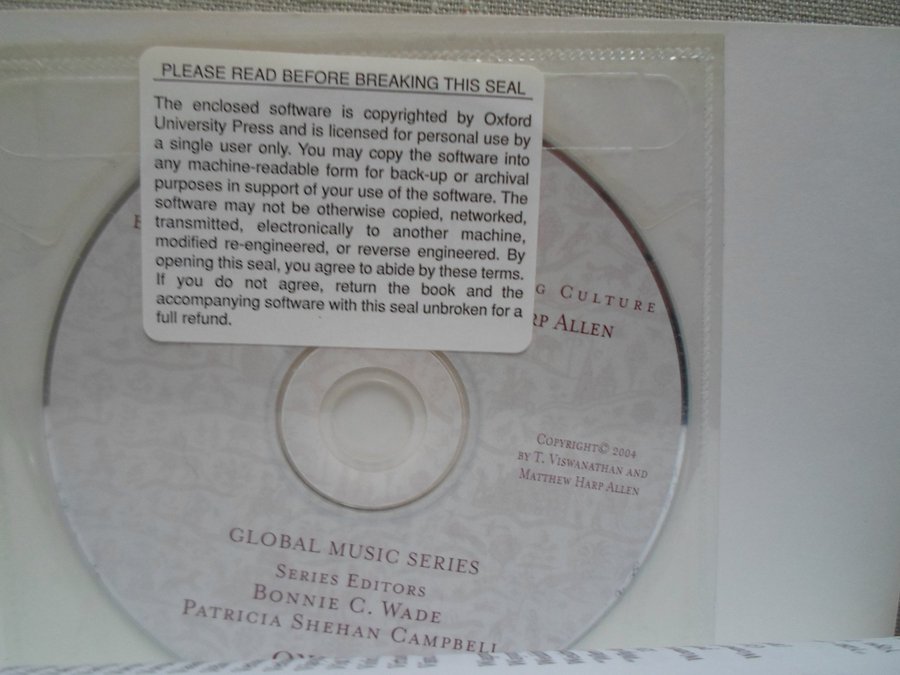 PLEASE READ BEFORE BREAKING THIS SEAL
The enclosed software is copyrighted by Oxford
University Press and is licensed for personal use by
a single user only. You may copy the software into
any machine-readable form for back-up or archival
purposes in support of your use of the software. The
software may not be otherwise copied, networked,
transmitted, electronically to another machine,
modified re-engineered, or reverse engineered. By
opening this seal, you agree to abide by these terms.
If you do not agree, return the book and the
accompanying software with this seal unbroken for a
full refund.
G CULTURE
RP ALLEN
COPYRIGHT© 2004
BY T. VISWANATHAN AND
MATTHEW HARP ALLEN
GLOBAL MUSIC SERIES
SERIES EDITORS
BONNIE C. WADE
PATRICIA SHEHAN CAMPBELL